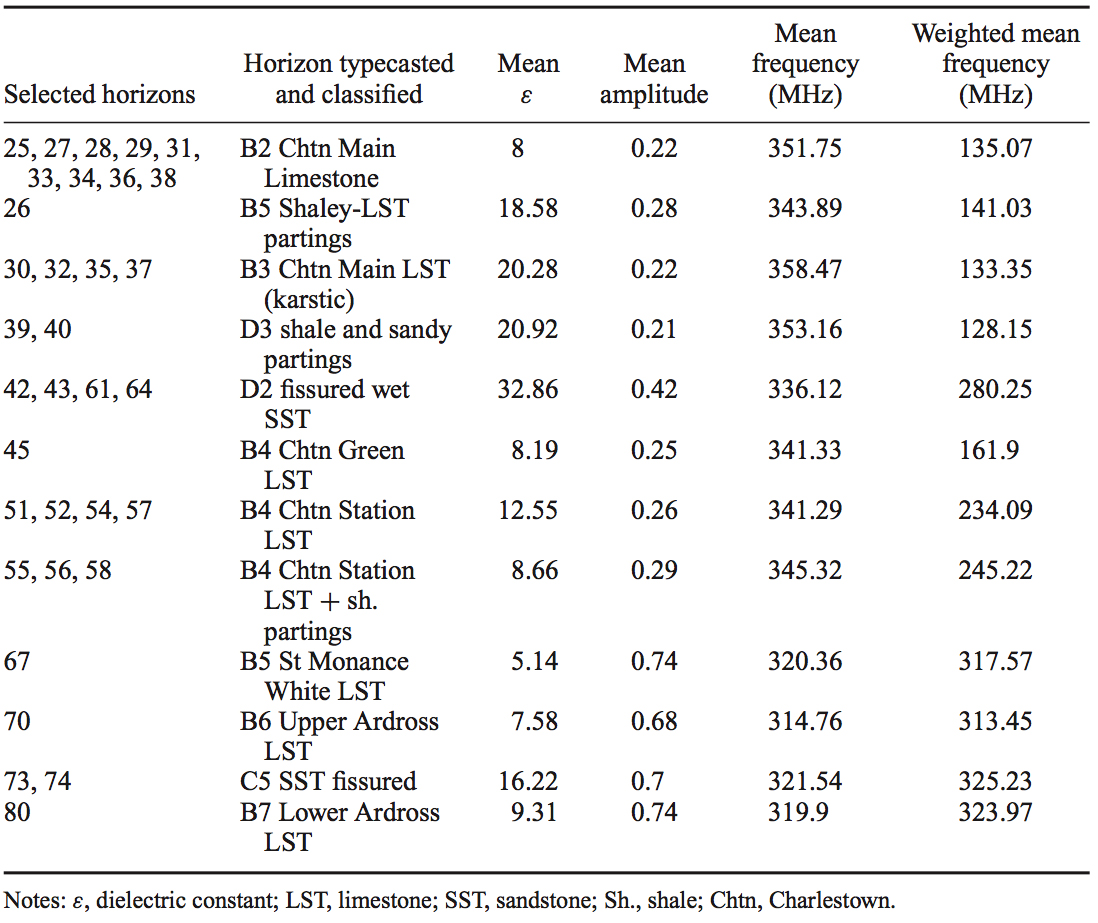 Selected horizons Horizon typecasted and classified Mean ε Mean amplitude Mean frequency (MHz) Weighted mean frequency (MHz)
25, 27, 28, 29, 31, B2 Chtn Main 8 0.22 351.75 135.07
33, 34, 36, 38 Limestone
26 B5 Shaley-LST 18.58 0.28 343.89 141.03
partings
30, 32, 35, 37 B3 Chtn Main LST 20.28 0.22 358.47 133.35
(karstic)
39, 40 D3 shale and sandy 20.92 0.21 353.16 128.15
partings
42, 43, 61, 64 D2 fissured wet 32.86 0.42 336.12 280.25
SST
45 B4 Chtn Green 8.19 0.25 341.33 161.9
LST
51, 52, 54, 57 B4 Chtn Station 12.55 0.26 341.29 234.09
LST
55, 56, 58 B4 Chtn Station 8.66 0.29 345.32 245.22
LST + sh.
partings
67 B5 St Monance 5.14 0.74 320.36 317.57
White LST
70 B6 Upper Ardross 7.58 0.68 314.76 313.45
LST
73, 74 C5 SST fissured 16.22 0.7 321.54 325.23
80 B7 Lower Ardross 9.31 0.74 319.9 323.97
LST
Notes: ε, dielectric constant; LST, limestone; SST, sandstone; Sh., shale; Chtn, Charlestown.